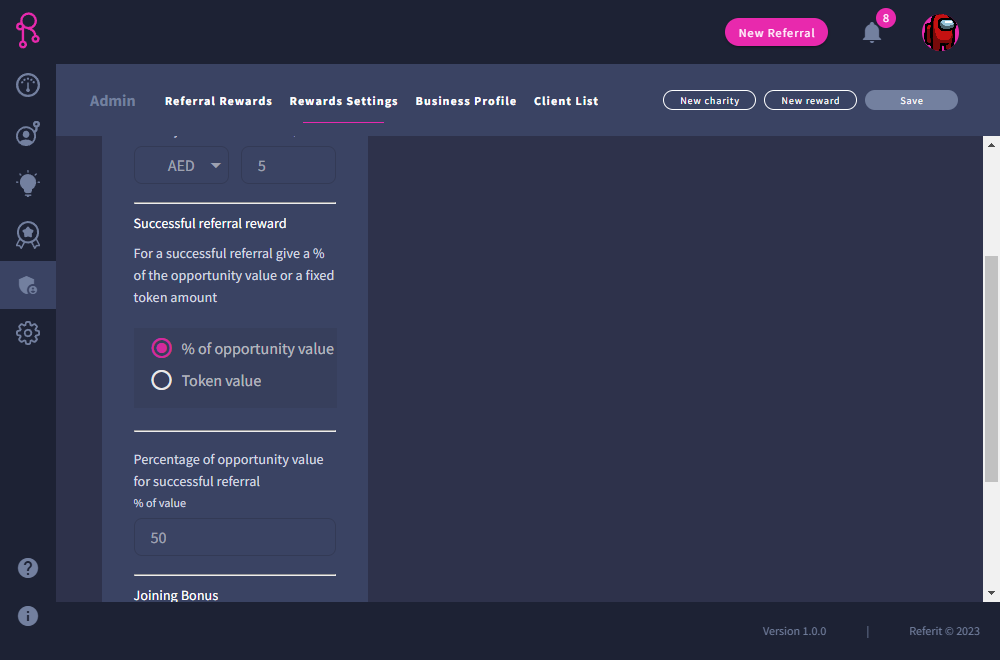 New Referral
8
Admin
Referral Rewards
Rewards Settings
Business Profile
Client List
New charity
New reward
Save
AED
5
Successful referral reward
For a successful referral give a %
of the opportunity value or a fixed
token amount
% of opportunity value
Token value
Percentage of opportunity value
for successful referral
% of value
50
Joining Bonus
Version 1.0.0
|
Referit © 2023